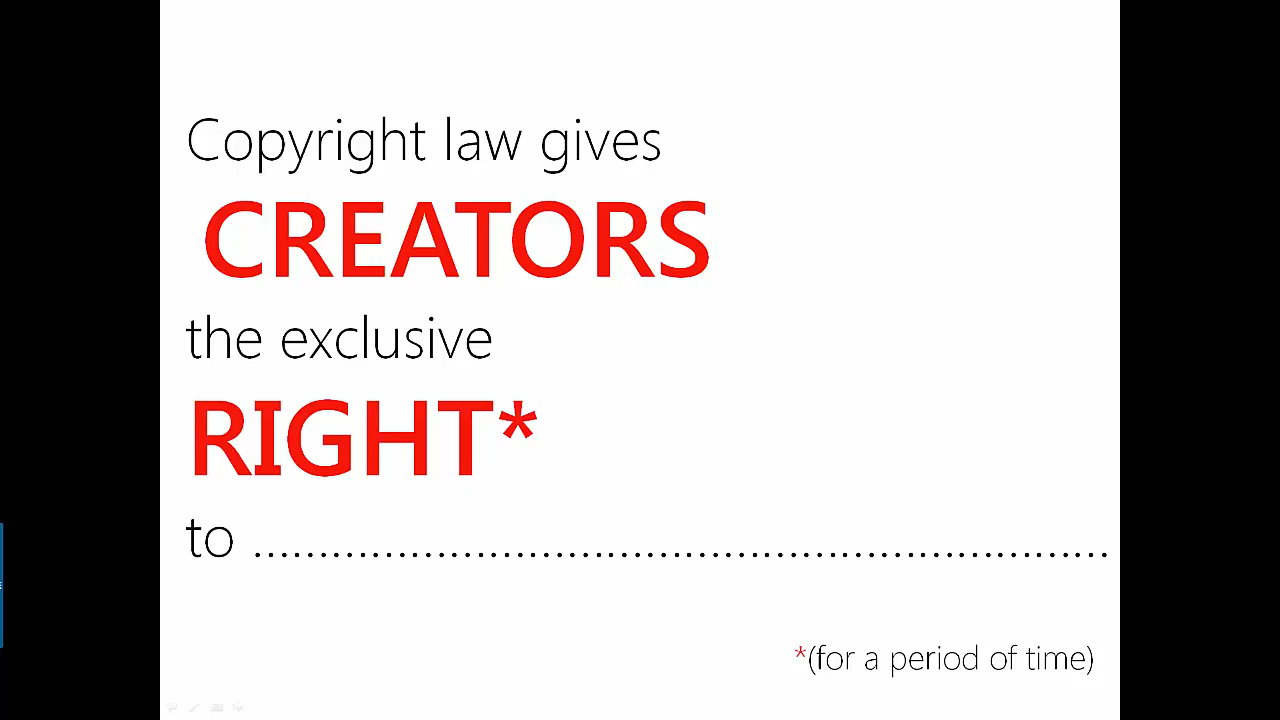 Copyright law gives
CREATORS
the exclusive
RIGHT*
to ...............................................................
*(for a period of time)